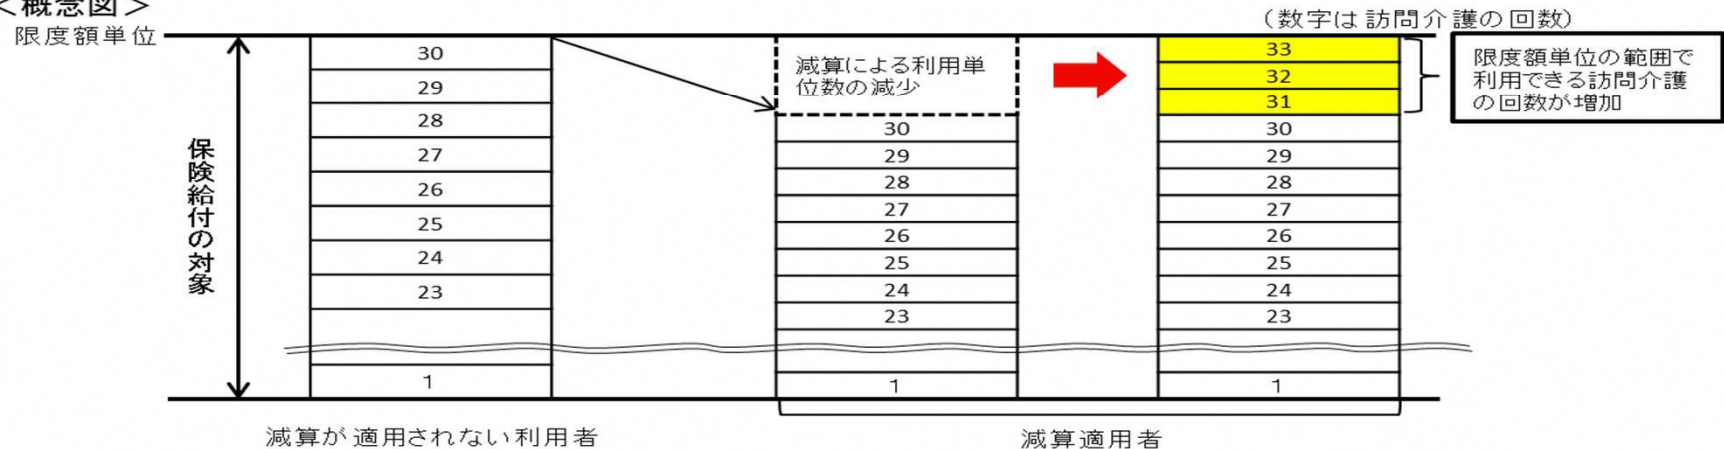 ＜概念図＞
（数字は訪問介護の回数）
限度額単位
保険給付の対象
30
29
28
27
26
25
24
23
1
減算による利用単
位数の減少
30
29
28
27
26
25
24
23
1
33
32
31
30
29
28
27
26
25
24
23
1
限度額単位の範囲で
利用できる訪問介護
の回数が増加
減算が適用されない利用者
減算適用者